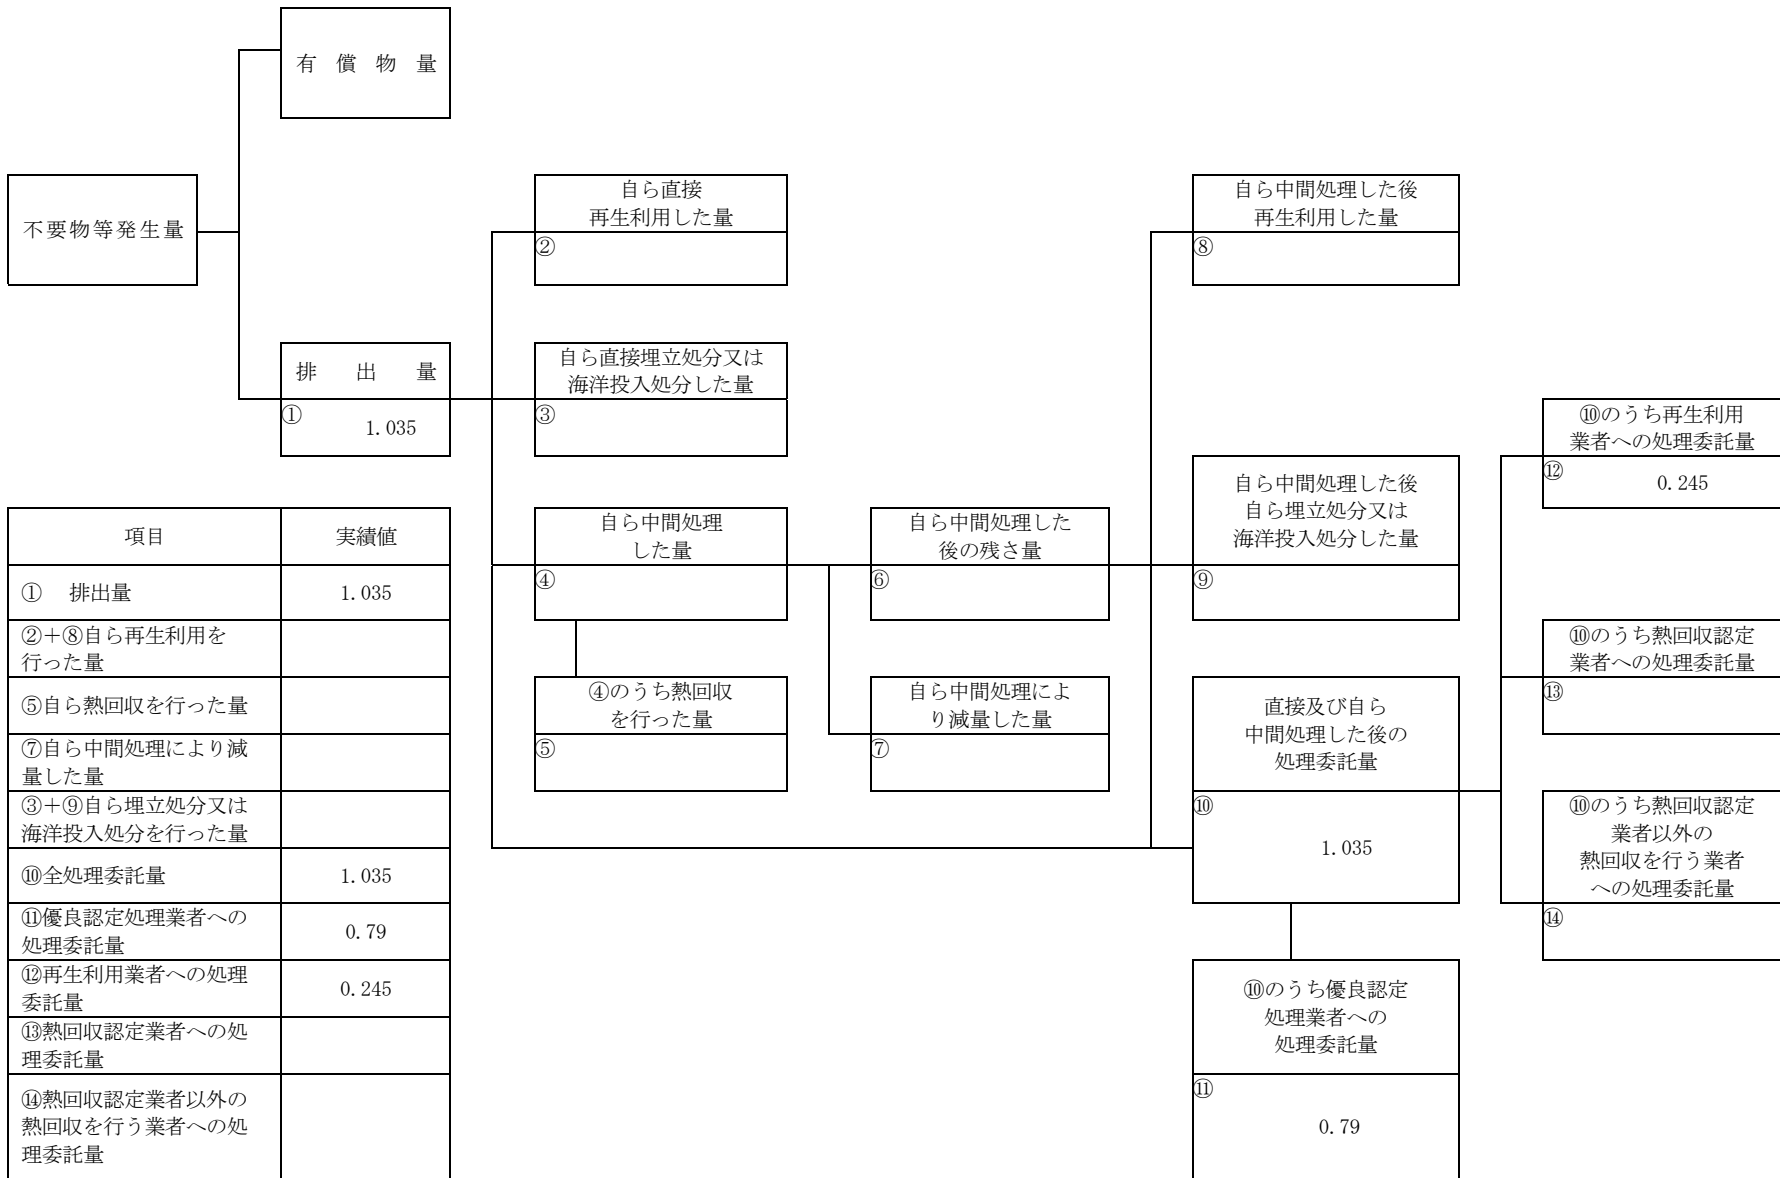 有償物量
不要物等発生量
自ら直接
再生利用した量
②
自ら中間処理した後
再生利用した量
⑧
排出量
①
1.035
自ら直接埋立処分又は
海洋投入処分した量
③
⑩のうち再生利用
業者への処理委託量
⑫
0.245
自ら中間処理した後
自ら埋立処分又は
海洋投入処分した量
⑨
自ら中間処理
した量
④
自ら中間処理した
後の残さ量
⑥
⑩のうち熱回収認定
業者への処理委託量
⑬
④のうち熱回収
を行った量
⑤
自ら中間処理によ
り減量した量
⑦
直接及び自ら
中間処理した後の
処理委託量
⑩
1.035
⑩のうち熱回収認定
業者以外の
熱回収を行う業者
への処理委託量
⑭
⑩のうち優良認定
処理業者への
処理委託量
⑪
0.79
項目 実績値
① 排出量 1.035
②＋⑧自ら再生利用を
行った量
⑤自ら熱回収を行った量
⑦自ら中間処理により減
量した量
③＋⑨自ら埋立処分又は
海洋投入処分を行った量
⑩全処理委託量 1.035
⑪優良認定処理業者への
処理委託量 0.79
⑫再生利用業者への処理
委託量 0.245
⑬熱回収認定業者への処
理委託量
⑭熱回収認定業者以外の
熱回収を行う業者への処
理委託量